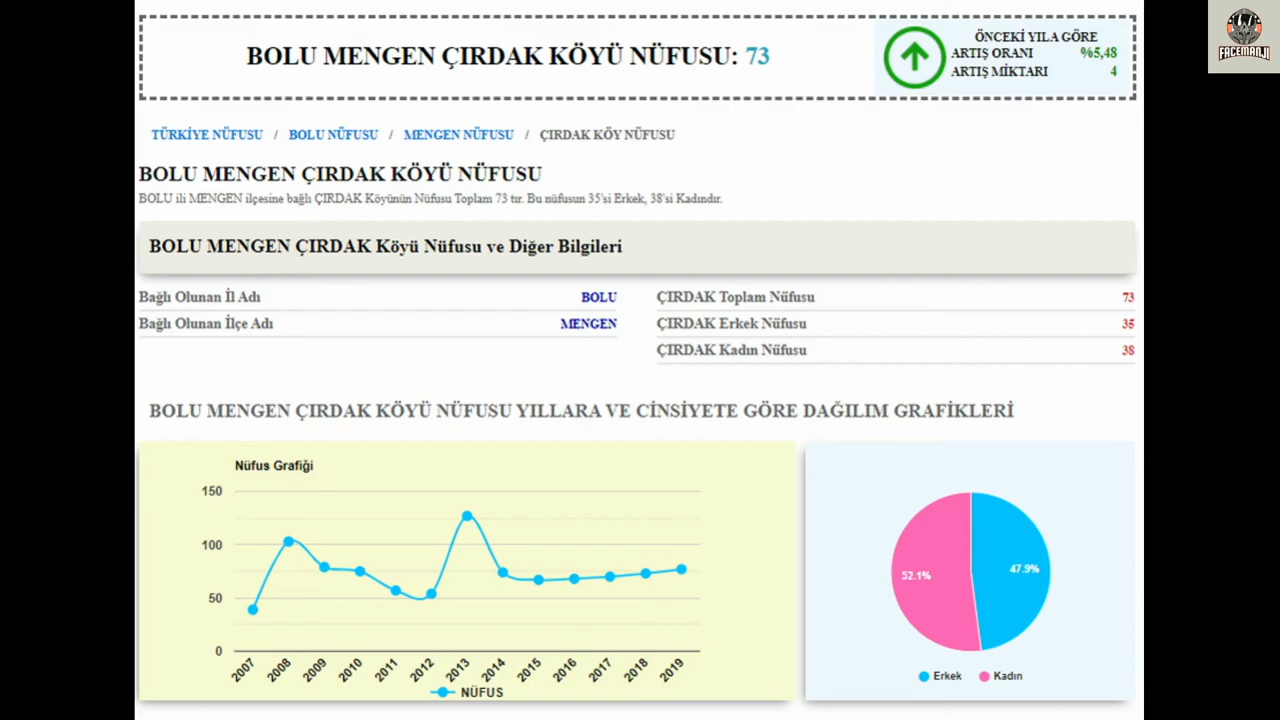 BOLU MENGEN ÇIRDAK KÖYÜ NÜFUSU: 73
ÖNCEKİ YILA GÖRE
ARTIŞ ORANI %5,48
ARTIŞ MİKTARI 4
FACEMANJI
TÜRKİYE NÜFUSU / BOLU NÜFUSU / MENGEN NÜFUSU / ÇIRDAK KÖY NÜFUSU
BOLU MENGEN ÇIRDAK KÖYÜ NÜFUSU
BOLU ili MENGEN ilçesine bağlı ÇIRDAK Köyünün Nüfusu Toplam 73 tır. Bu nüfusun 35'si Erkek, 38'si Kadındır.
BOLU MENGEN ÇIRDAK Köyü Nüfusu ve Diğer Bilgileri
Bağlı Olunan İl Adı BOLU
Bağlı Olunan İlçe Adı MENGEN
ÇIRDAK Toplam Nüfusu 73
ÇIRDAK Erkek Nüfusu 35
ÇIRDAK Kadın Nüfusu 38
BOLU MENGEN ÇIRDAK KÖYÜ NÜFUSU YILLARA VE CİNSİYETE GÖRE DAĞILIM GRAFİKLERİ
Nüfus Grafiği
150
100
50
0
2007 2008 2009 2010 2011 2012 2013 2014 2015 2016 2017 2018 2019
NÜFUS
52.1% 47.9%
Erkek Kadın